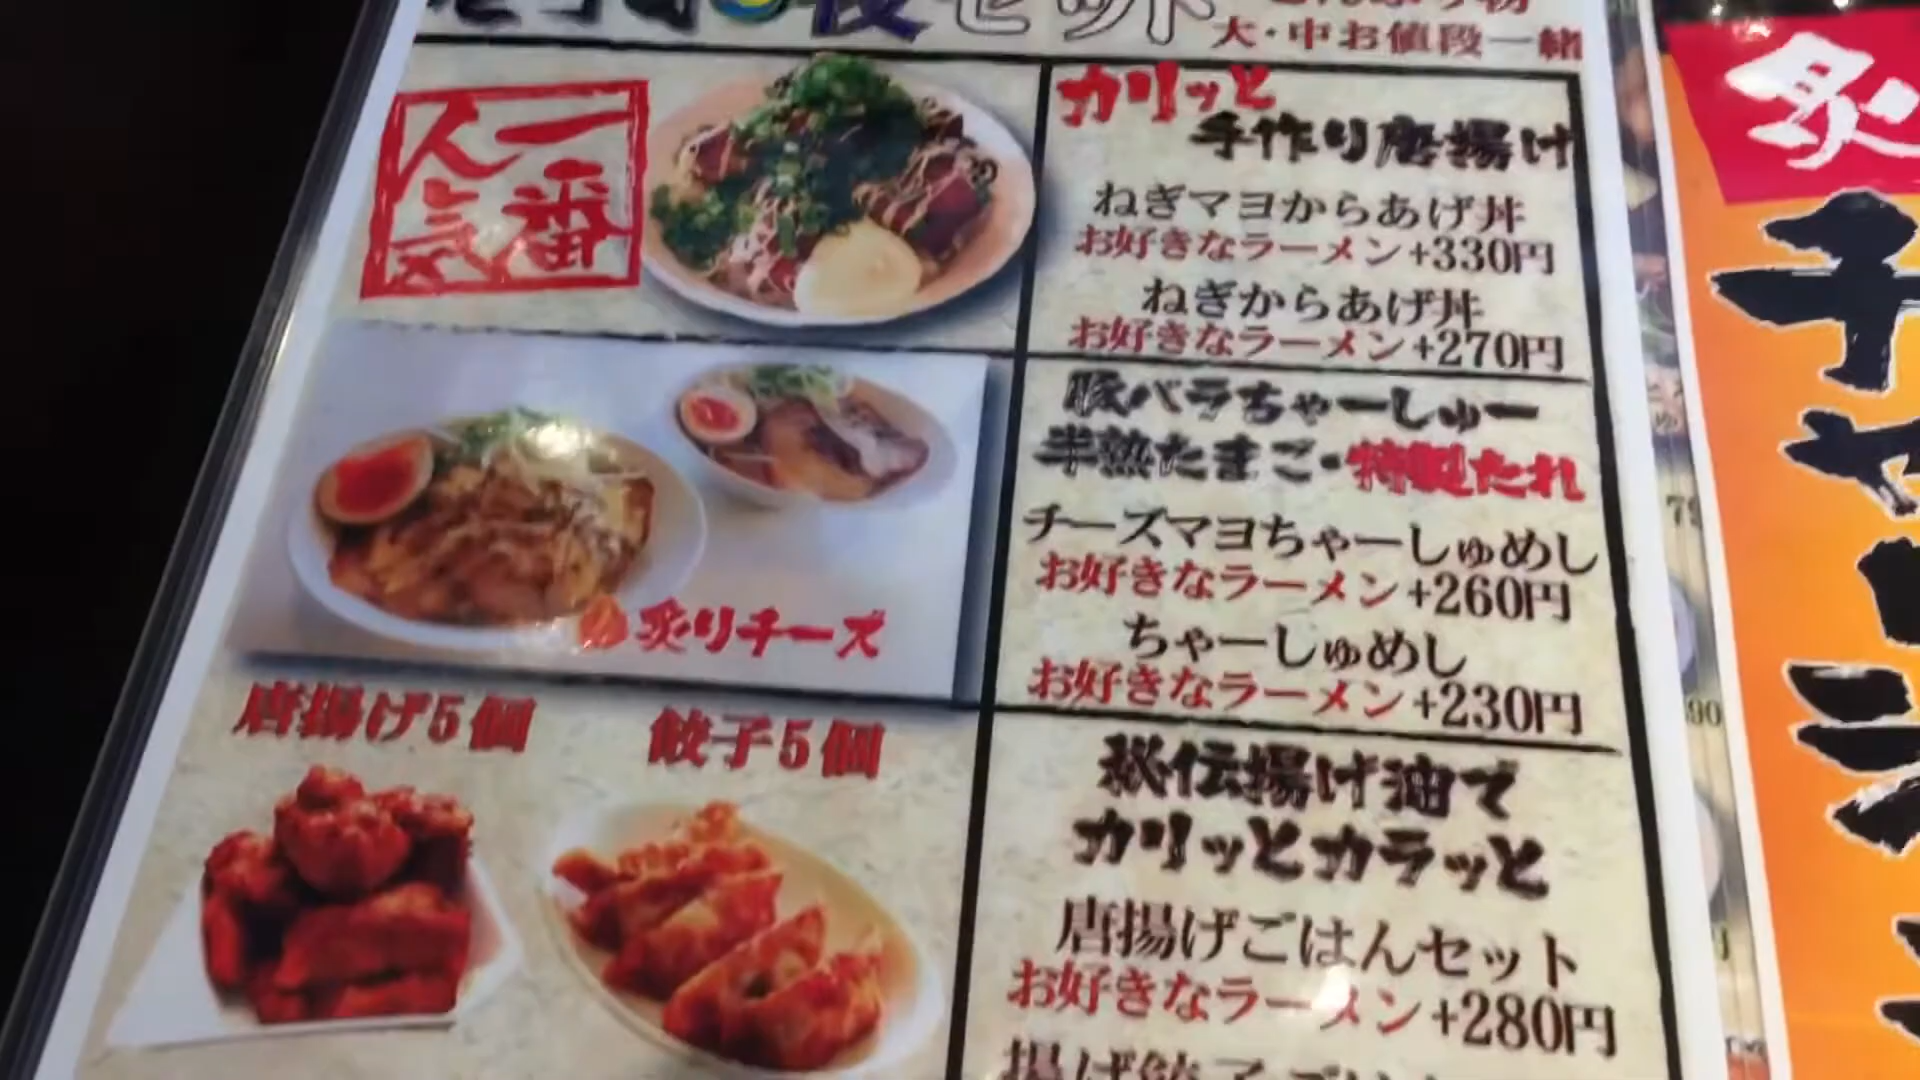 夜セット
大・中お値段一緒
一番人気
カリッと
手作り唐揚げ
ねぎマヨからあげ丼
お好きなラーメン+330円
ねぎからあげ丼
お好きなラーメン+270円
豚バラちゃーしゅー
半熟たまご・特製たれ
チーズマヨちゃーしゅめし
お好きなラーメン+260円
ちゃーしゅめし
お好きなラーメン+230円
炙りチーズ
唐揚げ5個
餃子5個
秘伝揚げ油で
カリッとカラッと
唐揚げごはんセット
お好きなラーメン+280円
炙
チャ